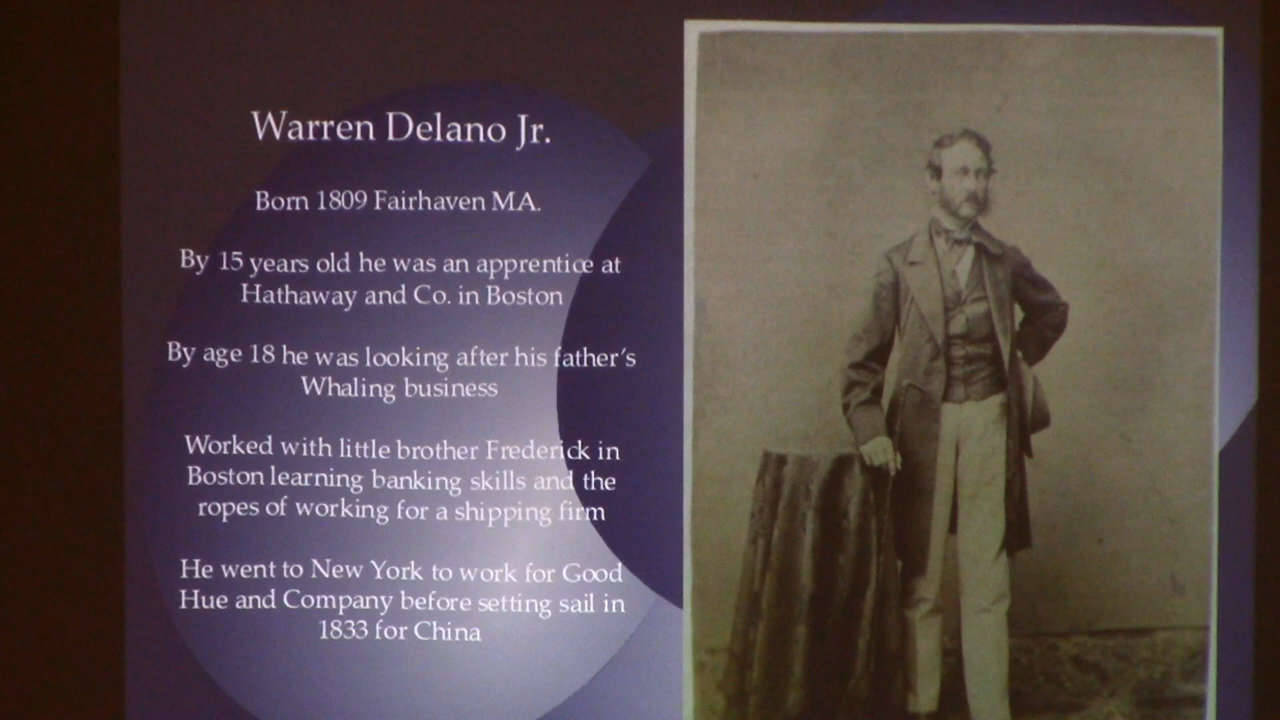 Warren Delano Jr.
Born 1809 Fairhaven MA.
By 15 years old he was an apprentice at
Hathaway and Co. in Boston
By age 18 he was looking after his father's
Whaling business
Worked with little brother Frederick in
Boston learning banking skills and the
ropes of working for a shipping firm
He went to New York to work for Good
Hue and Company before setting sail in
1833 for China